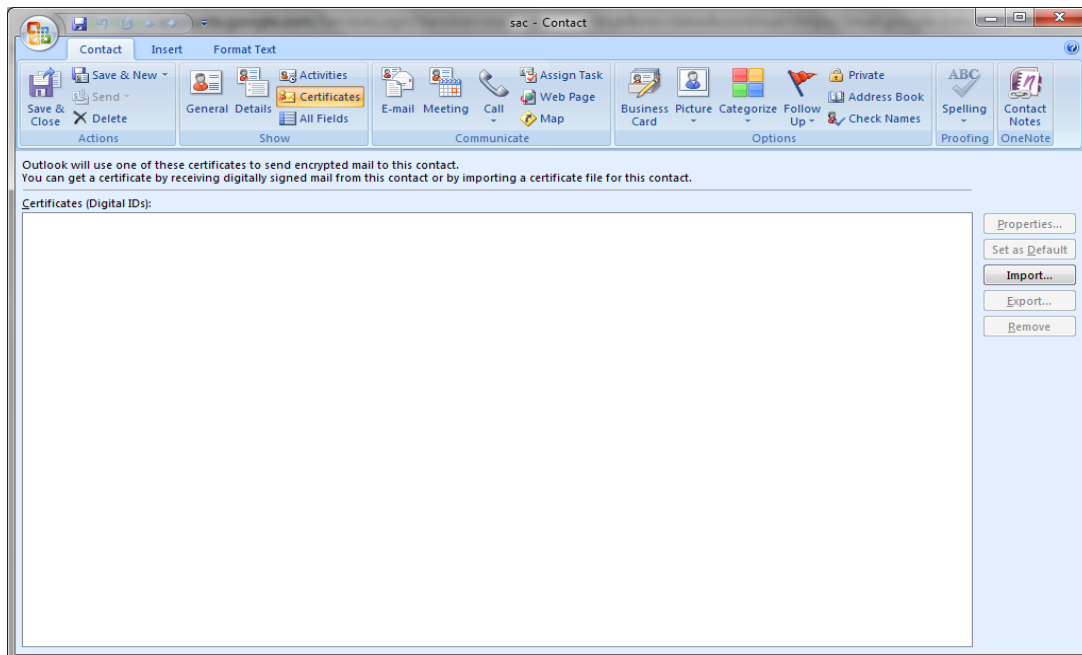 sac - Contact
Contact Insert Format Text
Save & Close
Save & New
Send
Delete
Actions
General
Details
Activities
Certificates
All Fields
Show
E-mail
Meeting
Call
Assign Task
Web Page
Map
Communicate
Business Card
Picture
Categorize
Follow Up
Private
Address Book
Check Names
Options
ABC
Spelling
Proofing
Contact Notes
OneNote
Outlook will use one of these certificates to send encrypted mail to this contact.
You can get a certificate by receiving digitally signed mail from this contact or by importing a certificate file for this contact.
Certificates (Digital IDs):
Properties...
Set as Default
Import...
Export...
Remove